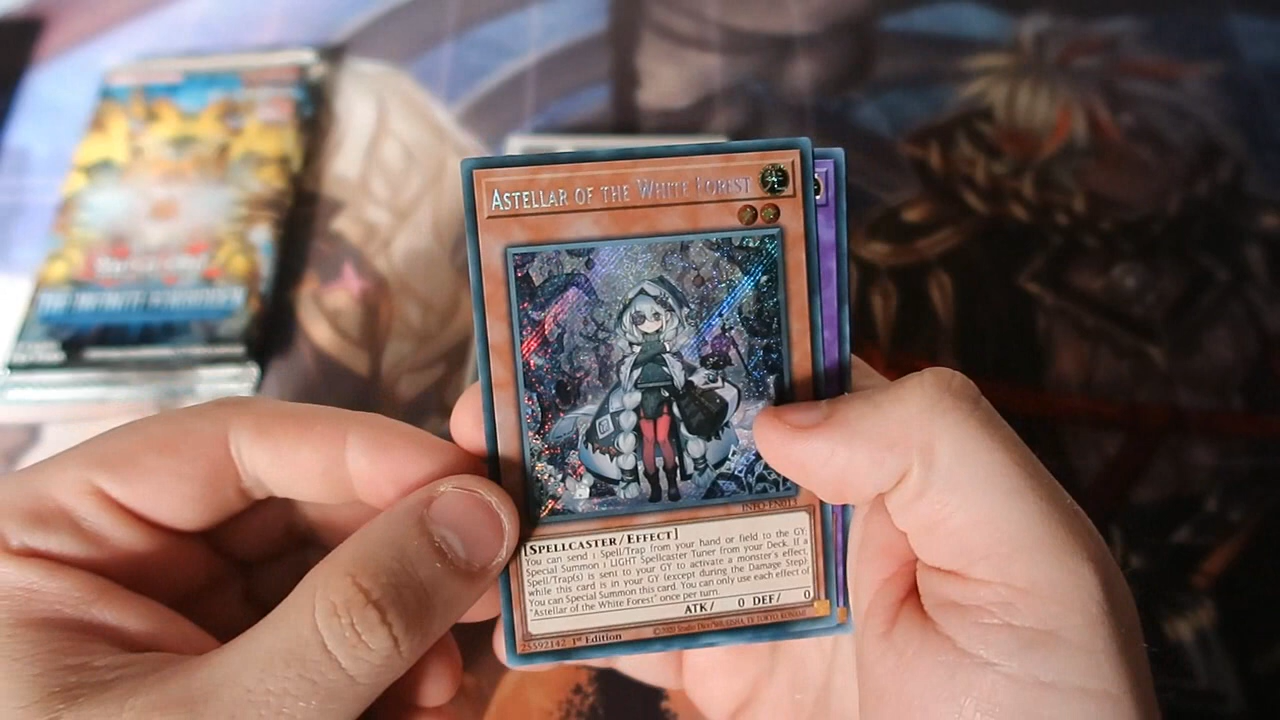 THE INFINITE FORBIDDEN
ASTELLAR OF THE WHITE FOREST
INFO-EN013
[SPELLCASTER/EFFECT]
You can send 1 Spell/Trap from your hand or field to the GY;
Special Summon 1 LIGHT Spellcaster Tuner from your Deck. If a
Spell/Trap(s) is sent to your GY to activate a monster's effect,
while this card is in your GY (except during the Damage Step):
You can Special Summon this card. You can only use each effect of
"Astellar of the White Forest" once per turn.
ATK/ 0 DEF/ 0
25592142 1st Edition ©2020 Studio Dice/SHUEISHA, TV TOKYO, KONAMI